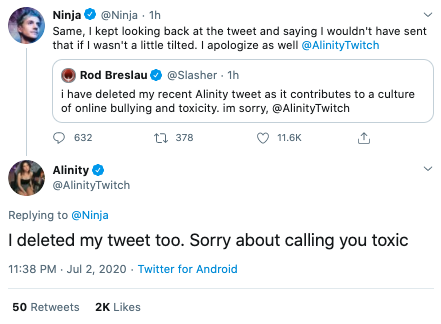 Ninja @Ninja · 1h
Same, I kept looking back at the tweet and saying I wouldn't have sent
that if I wasn't a little tilted. I apologize as well @AlinityTwitch
Rod Breslau @Slasher · 1h
i have deleted my recent Alinity tweet as it contributes to a culture
of online bullying and toxicity. im sorry, @AlinityTwitch
632 378 11.6K
Alinity
@AlinityTwitch
Replying to @Ninja
I deleted my tweet too. Sorry about calling you toxic
11:38 PM · Jul 2, 2020 · Twitter for Android
50 Retweets 2K Likes